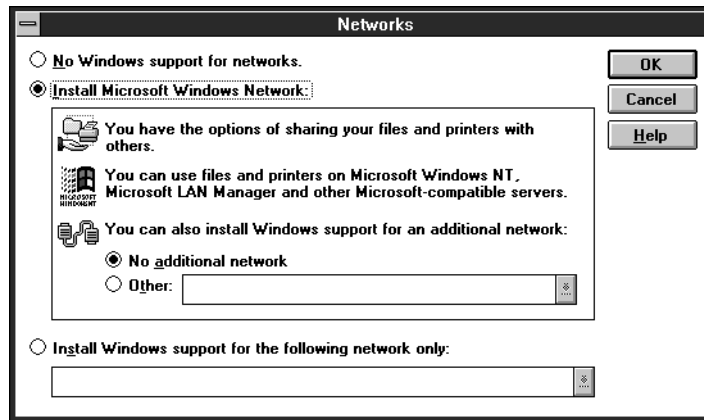 Networks
No Windows support for networks.
OK
Install Microsoft Windows Network:
Cancel
You have the options of sharing your files and printers with
others.
Help
You can use files and printers on Microsoft Windows NT,
Microsoft LAN Manager and other Microsoft-compatible servers.
MICROSOFT
WINDOWS NT
You can also install Windows support for an additional network:
No additional network
Other:
Install Windows support for the following network only: